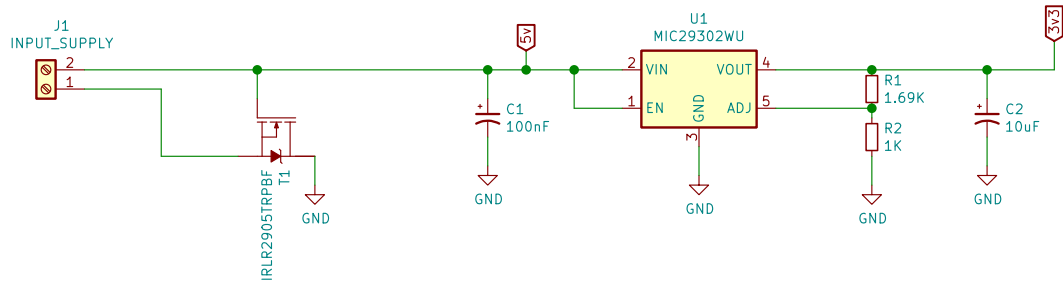 J1
INPUT_SUPPLY
2
1
IRLR2905TRPBF
T1
GND
5v
C1
100nF
GND
U1
MIC29302WU
2
VIN
VOUT
4
1
EN
GND
ADJ
5
3
GND
R1
1.69K
R2
1K
GND
C2
10uF
GND
3v3